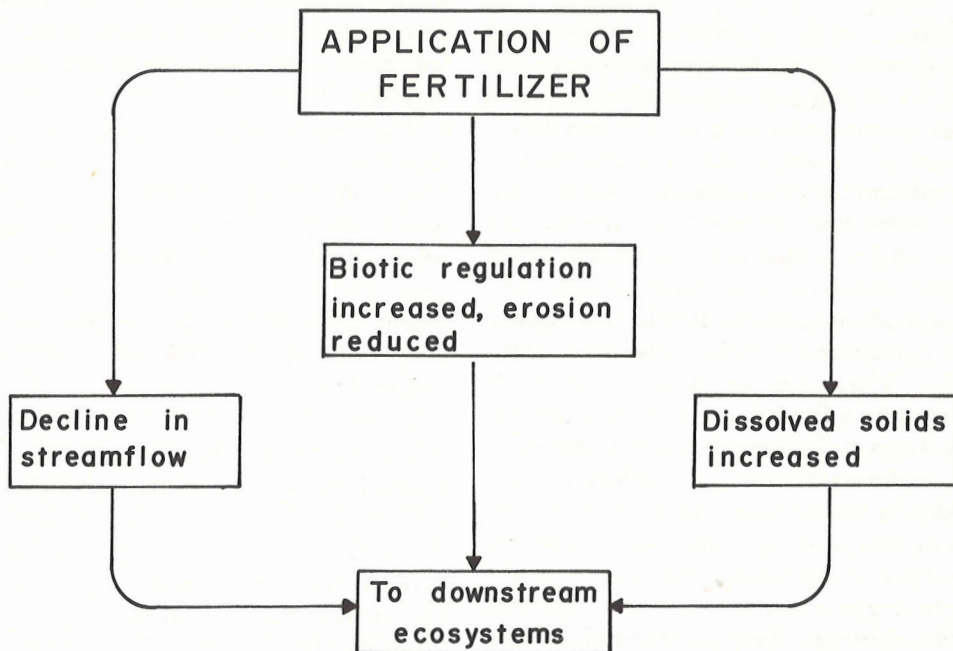 APPLICATION OF
FERTILIZER
Biotic regulation
increased, erosion
reduced
Decline in
streamflow
Dissolved solids
increased
To downstream
ecosystems